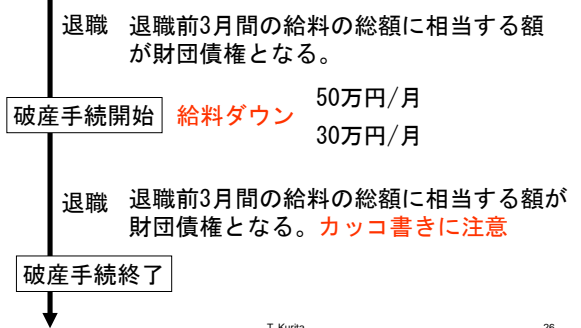 退職 退職前3月間の給料の総額に相当する額
が財団債権となる。
破産手続開始 給料ダウン 50万円/月
30万円/月
退職 退職前3月間の給料の総額に相当する額が
財団債権となる。カッコ書きに注意
破産手続終了
T. Kurita 26